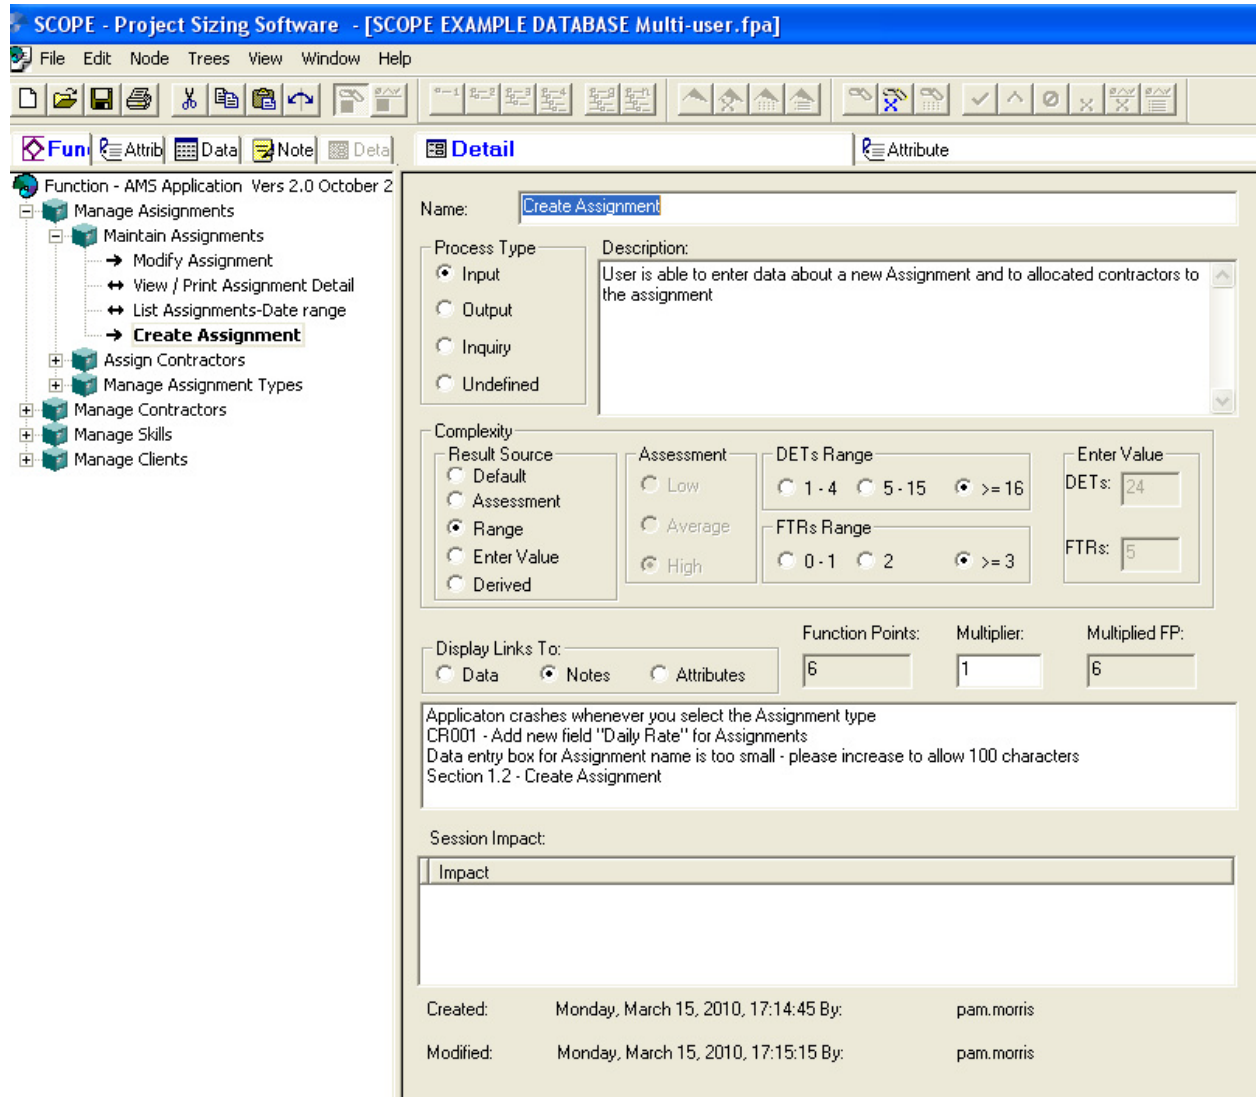 SCOPE - Project Sizing Software - [SCOPE EXAMPLE DATABASE Multi-user.fpa]
File Edit Node Trees View Window Help
Fun Attrib Data Note Deta
Detail Attribute
Function - AMS Application Vers 2.0 October 2
Manage Asisignments
Maintain Assignments
Modify Assignment
View / Print Assignment Detail
List Assignments-Date range
Create Assignment
Assign Contractors
Manage Assignment Types
Manage Contractors
Manage Skills
Manage Clients
Name: Create Assignment
Process Type
Input
Output
Inquiry
Undefined
Description:
User is able to enter data about a new Assignment and to allocated contractors to
the assignment
Complexity
Result Source
Default
Assessment
Range
Enter Value
Derived
Assessment
Low
Average
High
DETs Range
1 - 4 5 - 15 >= 16
FTRs Range
0 - 1 2 >= 3
Enter Value
DETs: 24
FTRs: 5
Display Links To:
Data Notes Attributes
Function Points: Multiplier: Multiplied FP:
6 1 6
Applicaton crashes whenever you select the Assignment type
CR001 - Add new field "Daily Rate" for Assignments
Data entry box for Assignment name is too small - please increase to allow 100 characters
Section 1.2 - Create Assignment
Session Impact:
Impact
Created: Monday, March 15, 2010, 17:14:45 By: pam.morris
Modified: Monday, March 15, 2010, 17:15:15 By: pam.morris